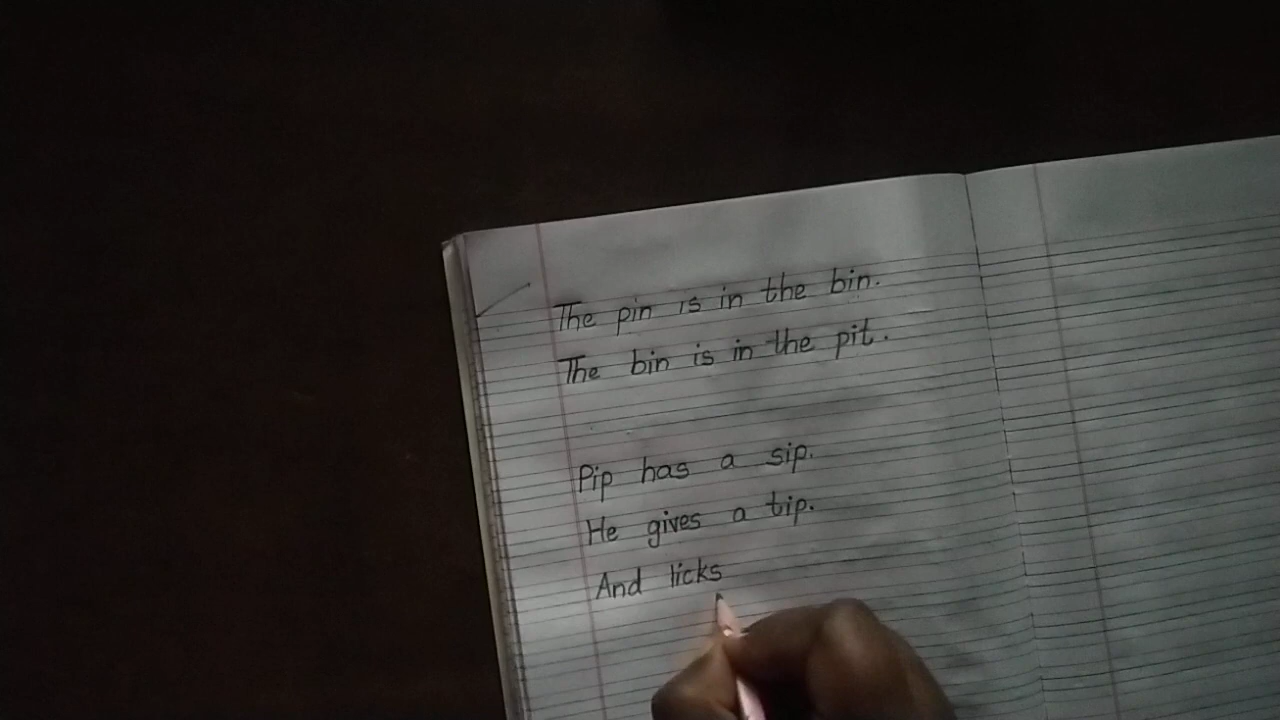 The pin is in the bin.
The bin is in the pit.
Pip has a sip.
He gives a tip.
And licks